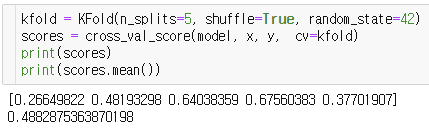 kfold = KFold(n_splits=5, shuffle=True, random_state=42)
scores = cross_val_score(model, x, y,  cv=kfold)
print(scores)
print(scores.mean())
[0.26649822 0.48193298 0.64038359 0.67560383 0.37701907]
0.4882875363870198